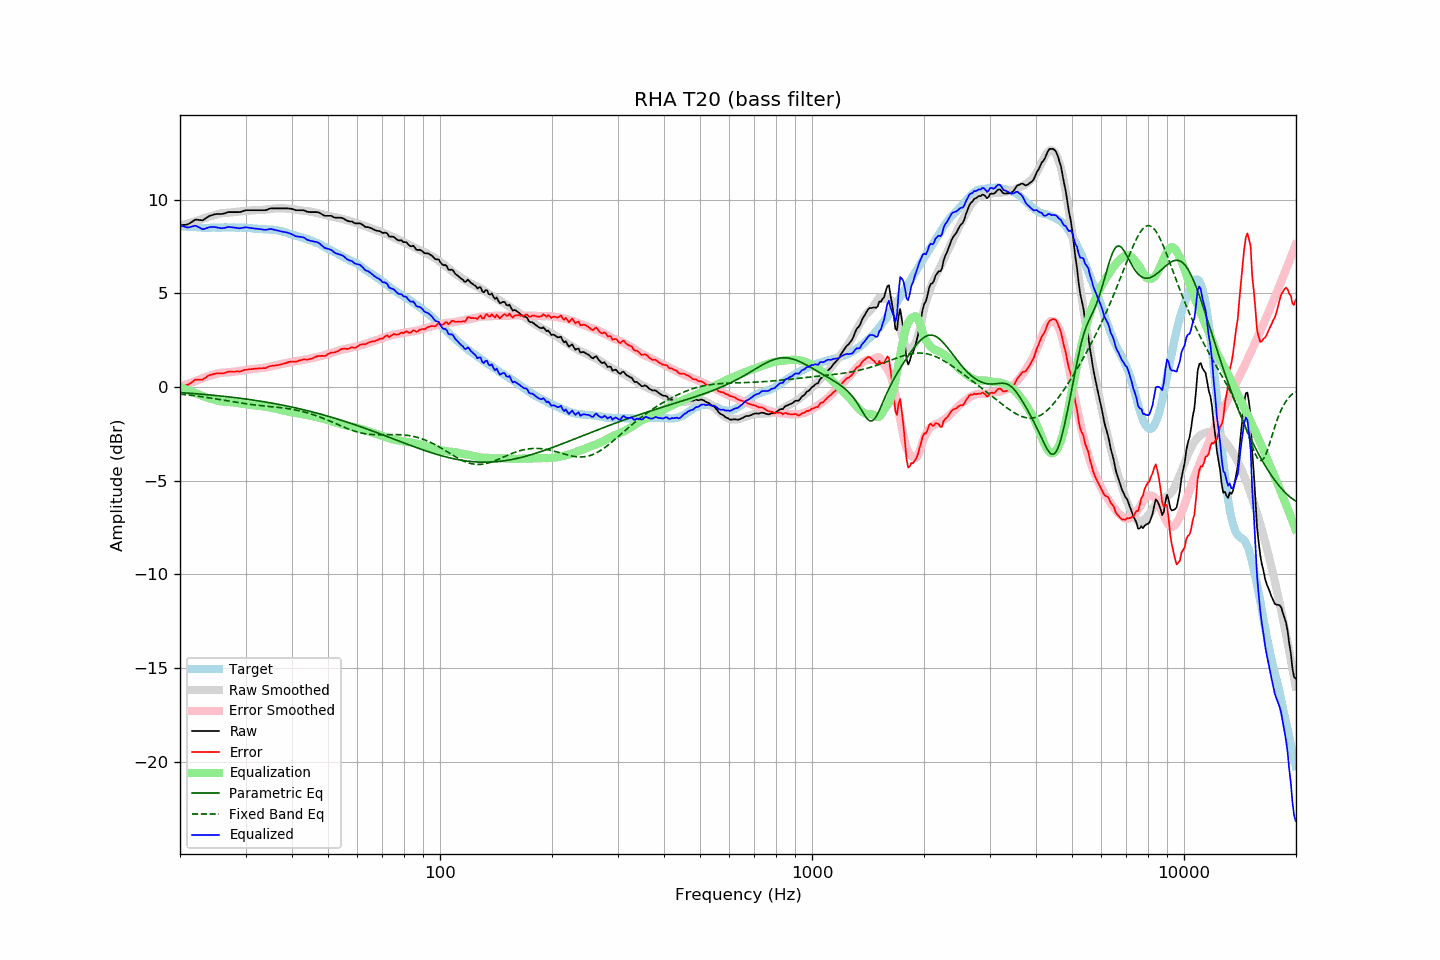 RHA T20 (bass filter)
Amplitude (dBr)
10
5
0
−5
−10
−15
−20
Target
Raw Smoothed
Error Smoothed
Raw
Error
Equalization
Parametric Eq
Fixed Band Eq
Equalized
100
1000
10000
Frequency (Hz)